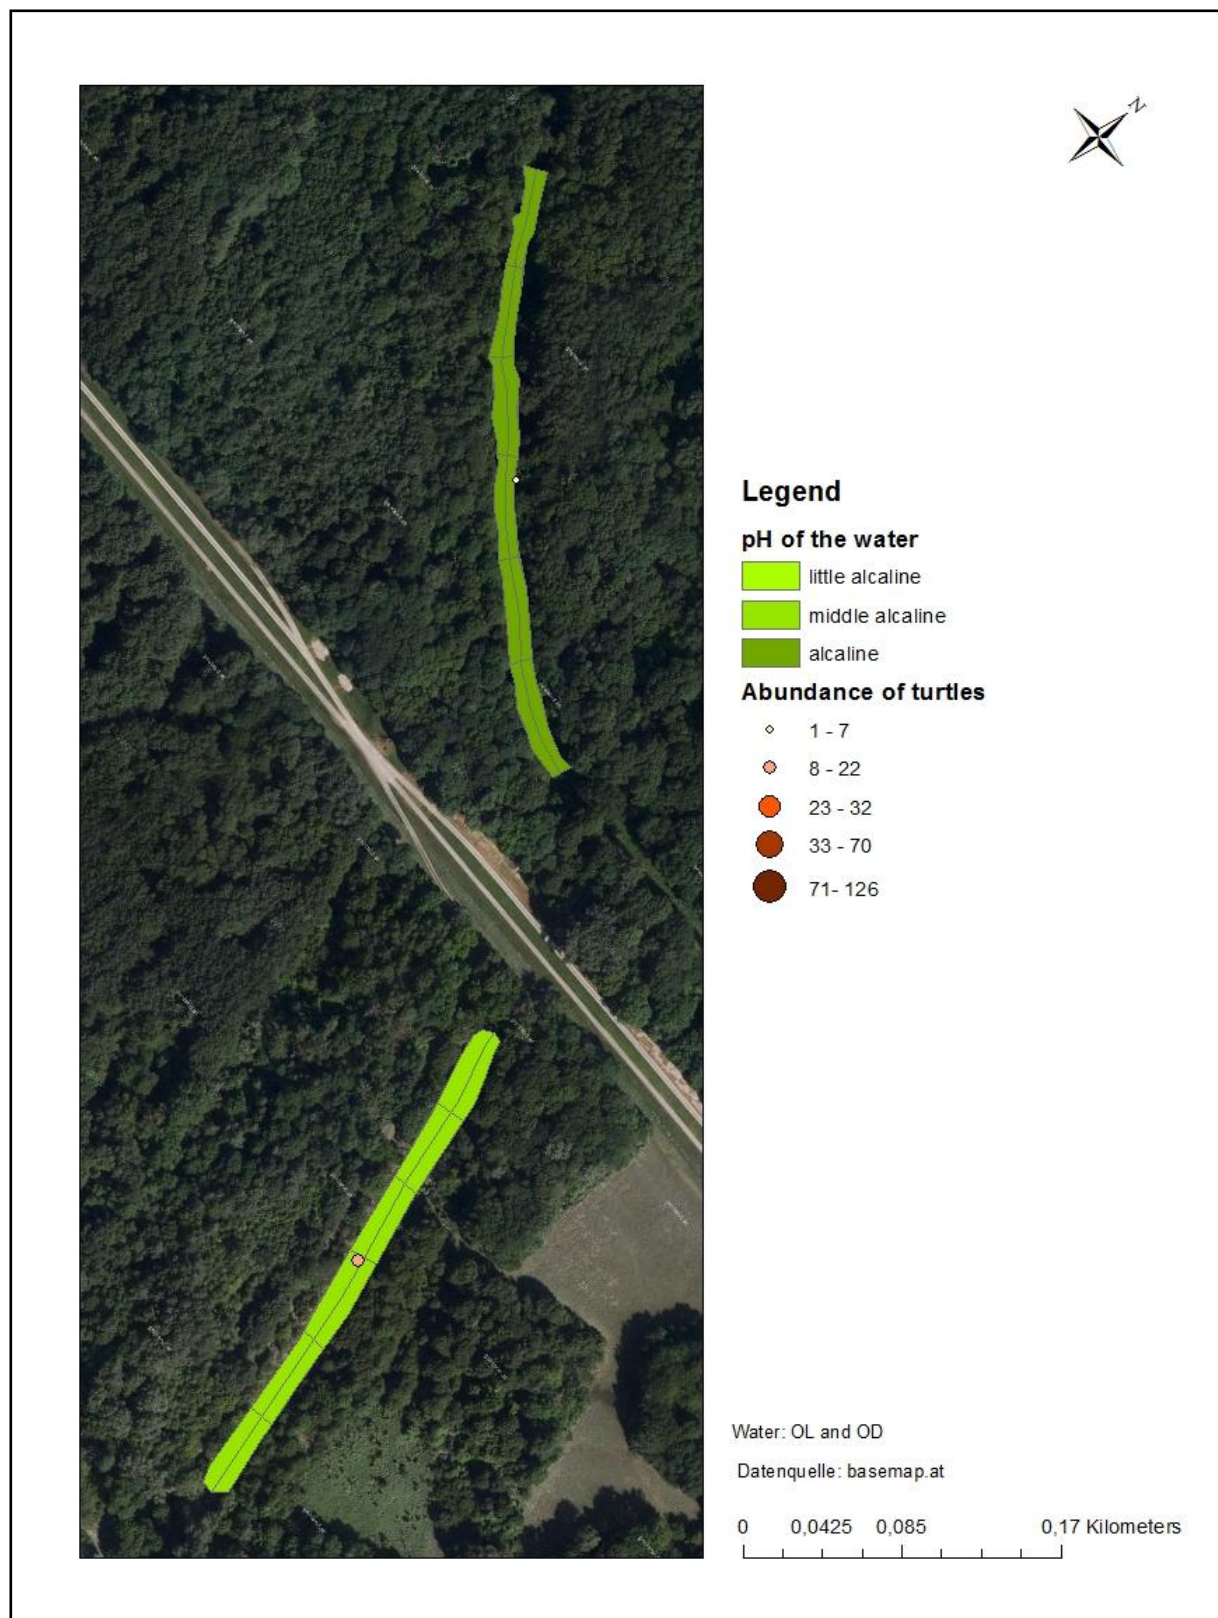 N
Legend
pH of the water
little alcaline
middle alcaline
alcaline
Abundance of turtles
1 - 7
8 - 22
23 - 32
33 - 70
71- 126
Water: OL and OD
Datenquelle: basemap.at
0 0,0425 0,085 0,17 Kilometers